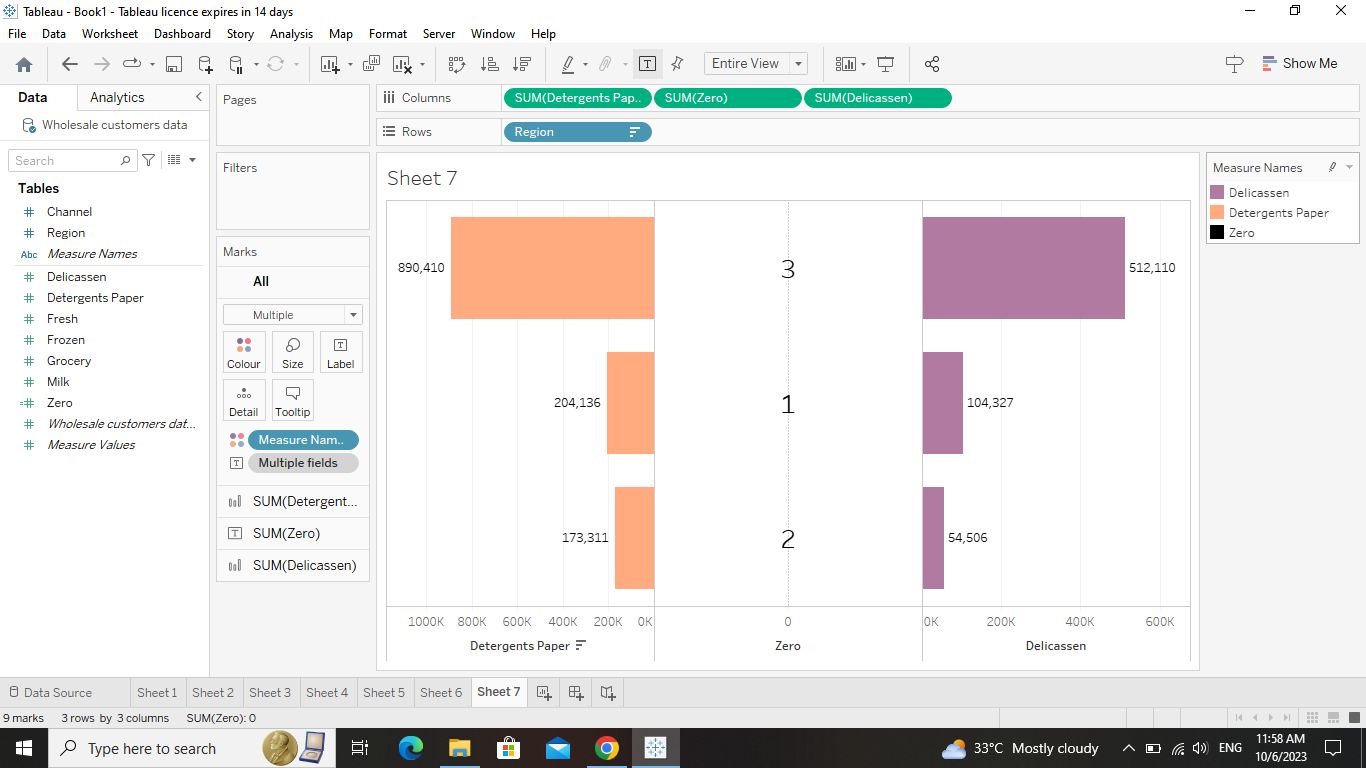 Tableau - Book1 - Tableau licence expires in 14 days
File Data Worksheet Dashboard Story Analysis Map Format Server Window Help
Entire View
Show Me
Data Analytics
Wholesale customers data
Search
Tables
Channel
Region
Abc Measure Names
Delicassen
Detergents Paper
Fresh
Frozen
Grocery
Milk
Zero
Wholesale customers dat...
Measure Values
Pages
Filters
Marks
All
Multiple
Colour Size Label
Detail Tooltip
Measure Nam..
Multiple fields
SUM(Detergent...
SUM(Zero)
SUM(Delicassen)
Columns SUM(Detergents Pap.. SUM(Zero) SUM(Delicassen)
Rows Region
Sheet 7
890,410 3 512,110
204,136 1 104,327
173,311 2 54,506
1000K 800K 600K 400K 200K 0K 0 0K 200K 400K 600K
Detergents Paper Zero Delicassen
Measure Names
Delicassen
Detergents Paper
Zero
Data Source Sheet 1 Sheet 2 Sheet 3 Sheet 4 Sheet 5 Sheet 6 Sheet 7
9 marks 3 rows by 3 columns SUM(Zero): 0
Type here to search
33°C Mostly cloudy
ENG
11:58 AM
10/6/2023